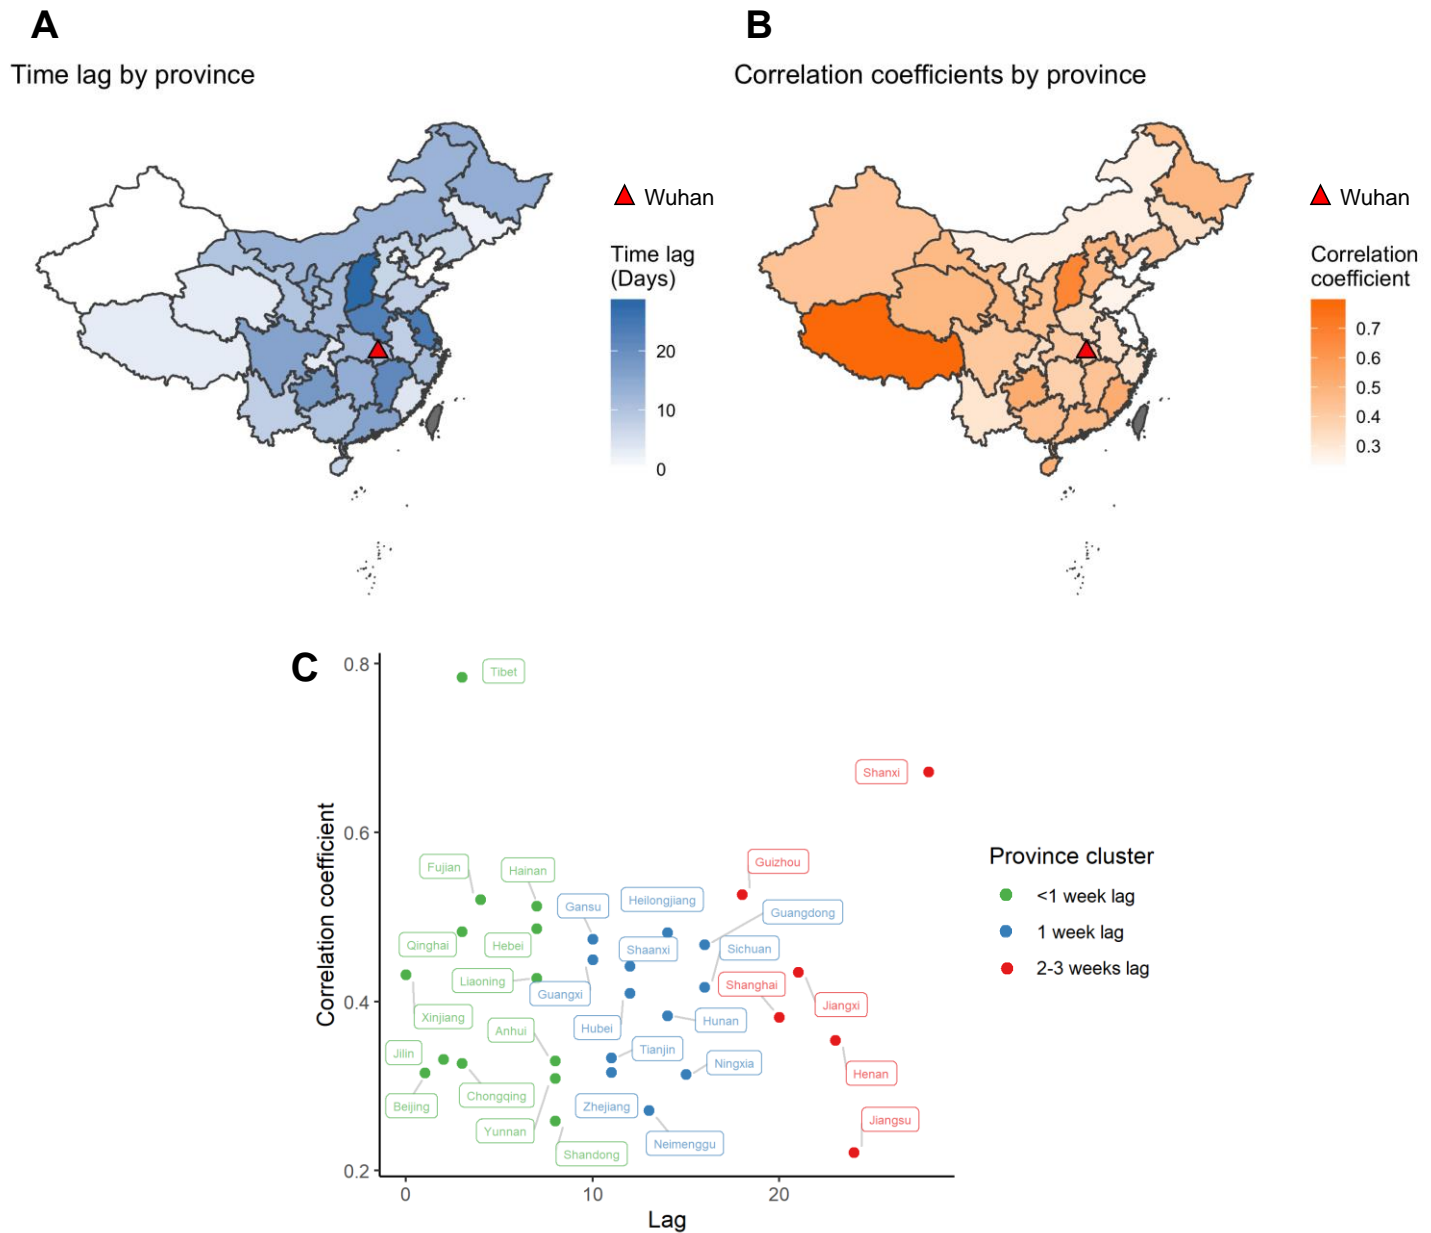 A
B
Time lag by province
Correlation coefficients by province
Wuhan
Time lag
(Days)
20
10
0
Wuhan
Correlation
coefficient
0.7
0.6
0.5
0.4
0.3
C
Correlation coefficient
0.8
0.6
0.4
0.2
Tibet
Shanxi
Fujian
Hainan
Guizhou
Gansu
Heilongjiang
Guangdong
Qinghai
Hebei
Shaanxi
Sichuan
Liaoning
Guangxi
Shanghai
Jiangxi
Xinjiang
Anhui
Hubei
Hunan
Jilin
Tianjin
Ningxia
Henan
Beijing
Chongqing
Zhejiang
Jiangsu
Yunnan
Neimenggu
Shandong
0
10
20
Lag
Province cluster
<1 week lag
1 week lag
2-3 weeks lag